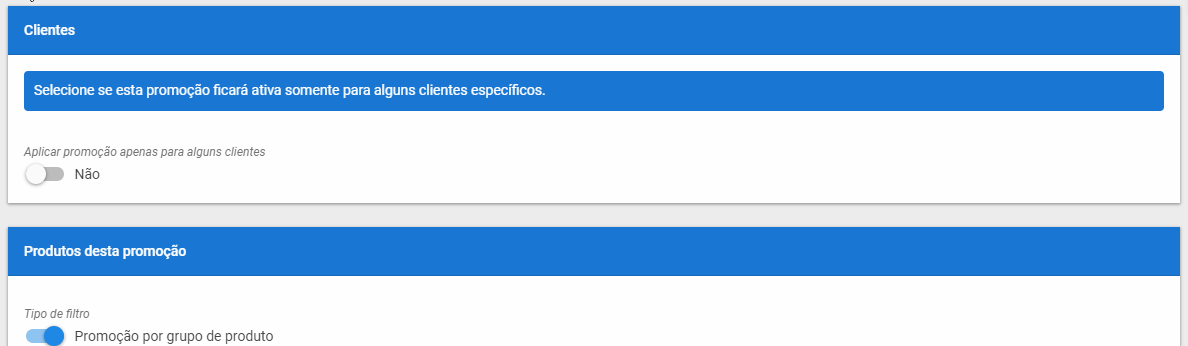 Clientes
Selecione se esta promoção ficará ativa somente para alguns clientes específicos.
Aplicar promoção apenas para alguns clientes
Não
Produtos desta promoção
Tipo de filtro
Promoção por grupo de produto